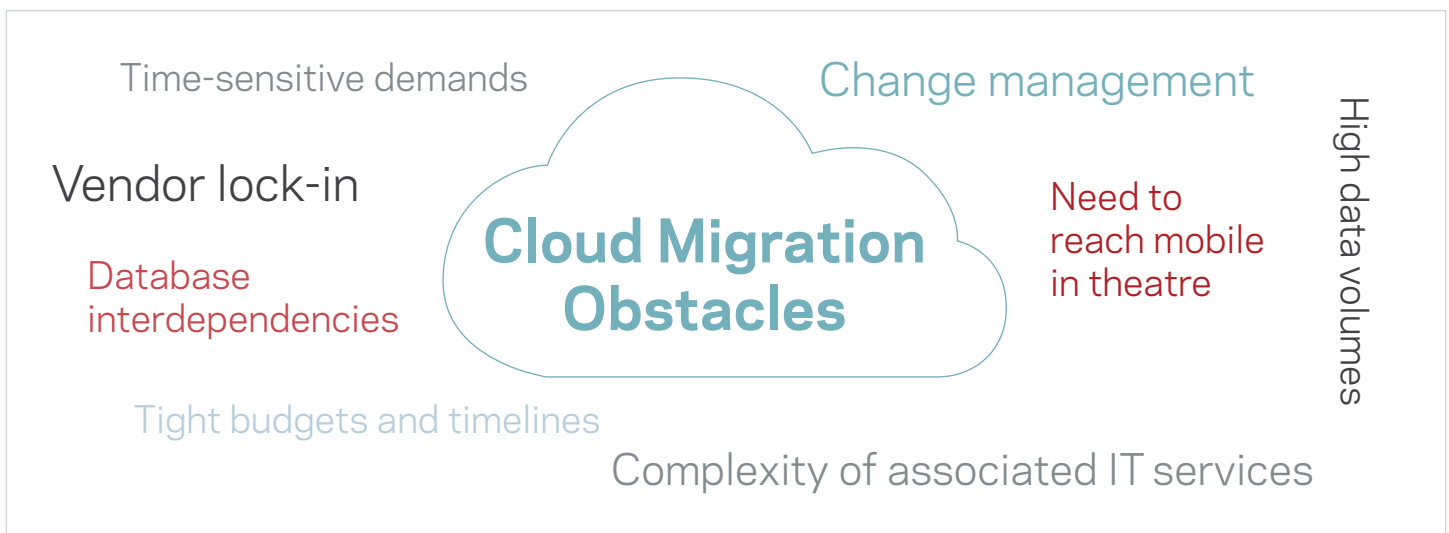 Time-sensitive demands
Change management
High data volumes
Vendor lock-in
Need to
reach mobile
in theatre
Cloud Migration
Obstacles
Database
interdependencies
Tight budgets and timelines
Complexity of associated IT services